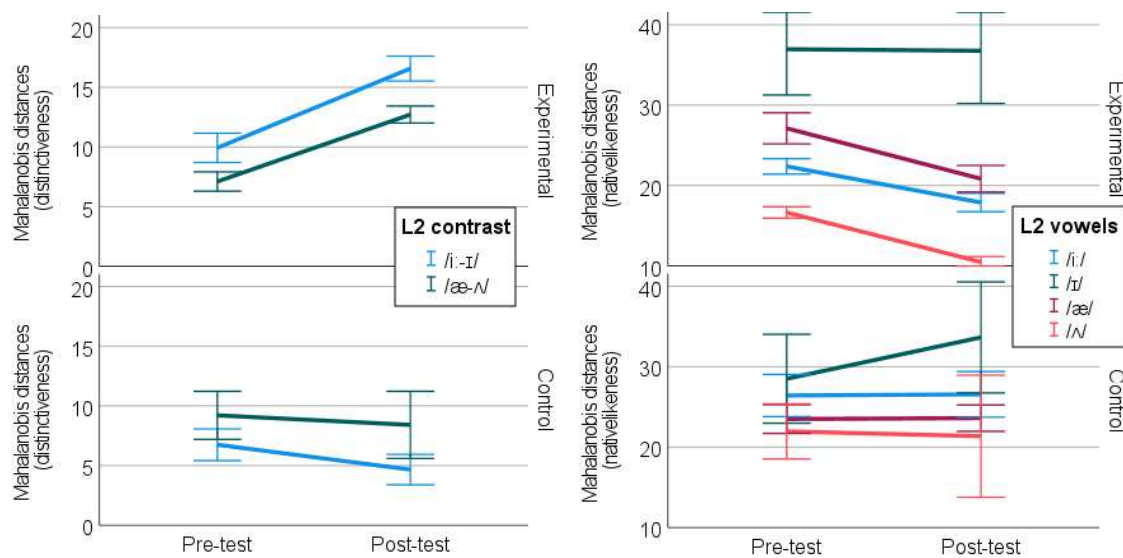 20
15
10
5
0
Mahalanobis distances
(distinctiveness)
Experimental
L2 contrast
/i:-ɪ/
/æ-ʌ/
20
15
10
5
0
Mahalanobis distances
(distinctiveness)
Control
Pre-test
Post-test
40
30
20
10
Mahalanobis distances
(nativelikeness)
Experimental
L2 vowels
/i:/
/ɪ/
/æ/
/ʌ/
40
30
20
10
Mahalanobis distances
(nativelikeness)
Control
Pre-test
Post-test